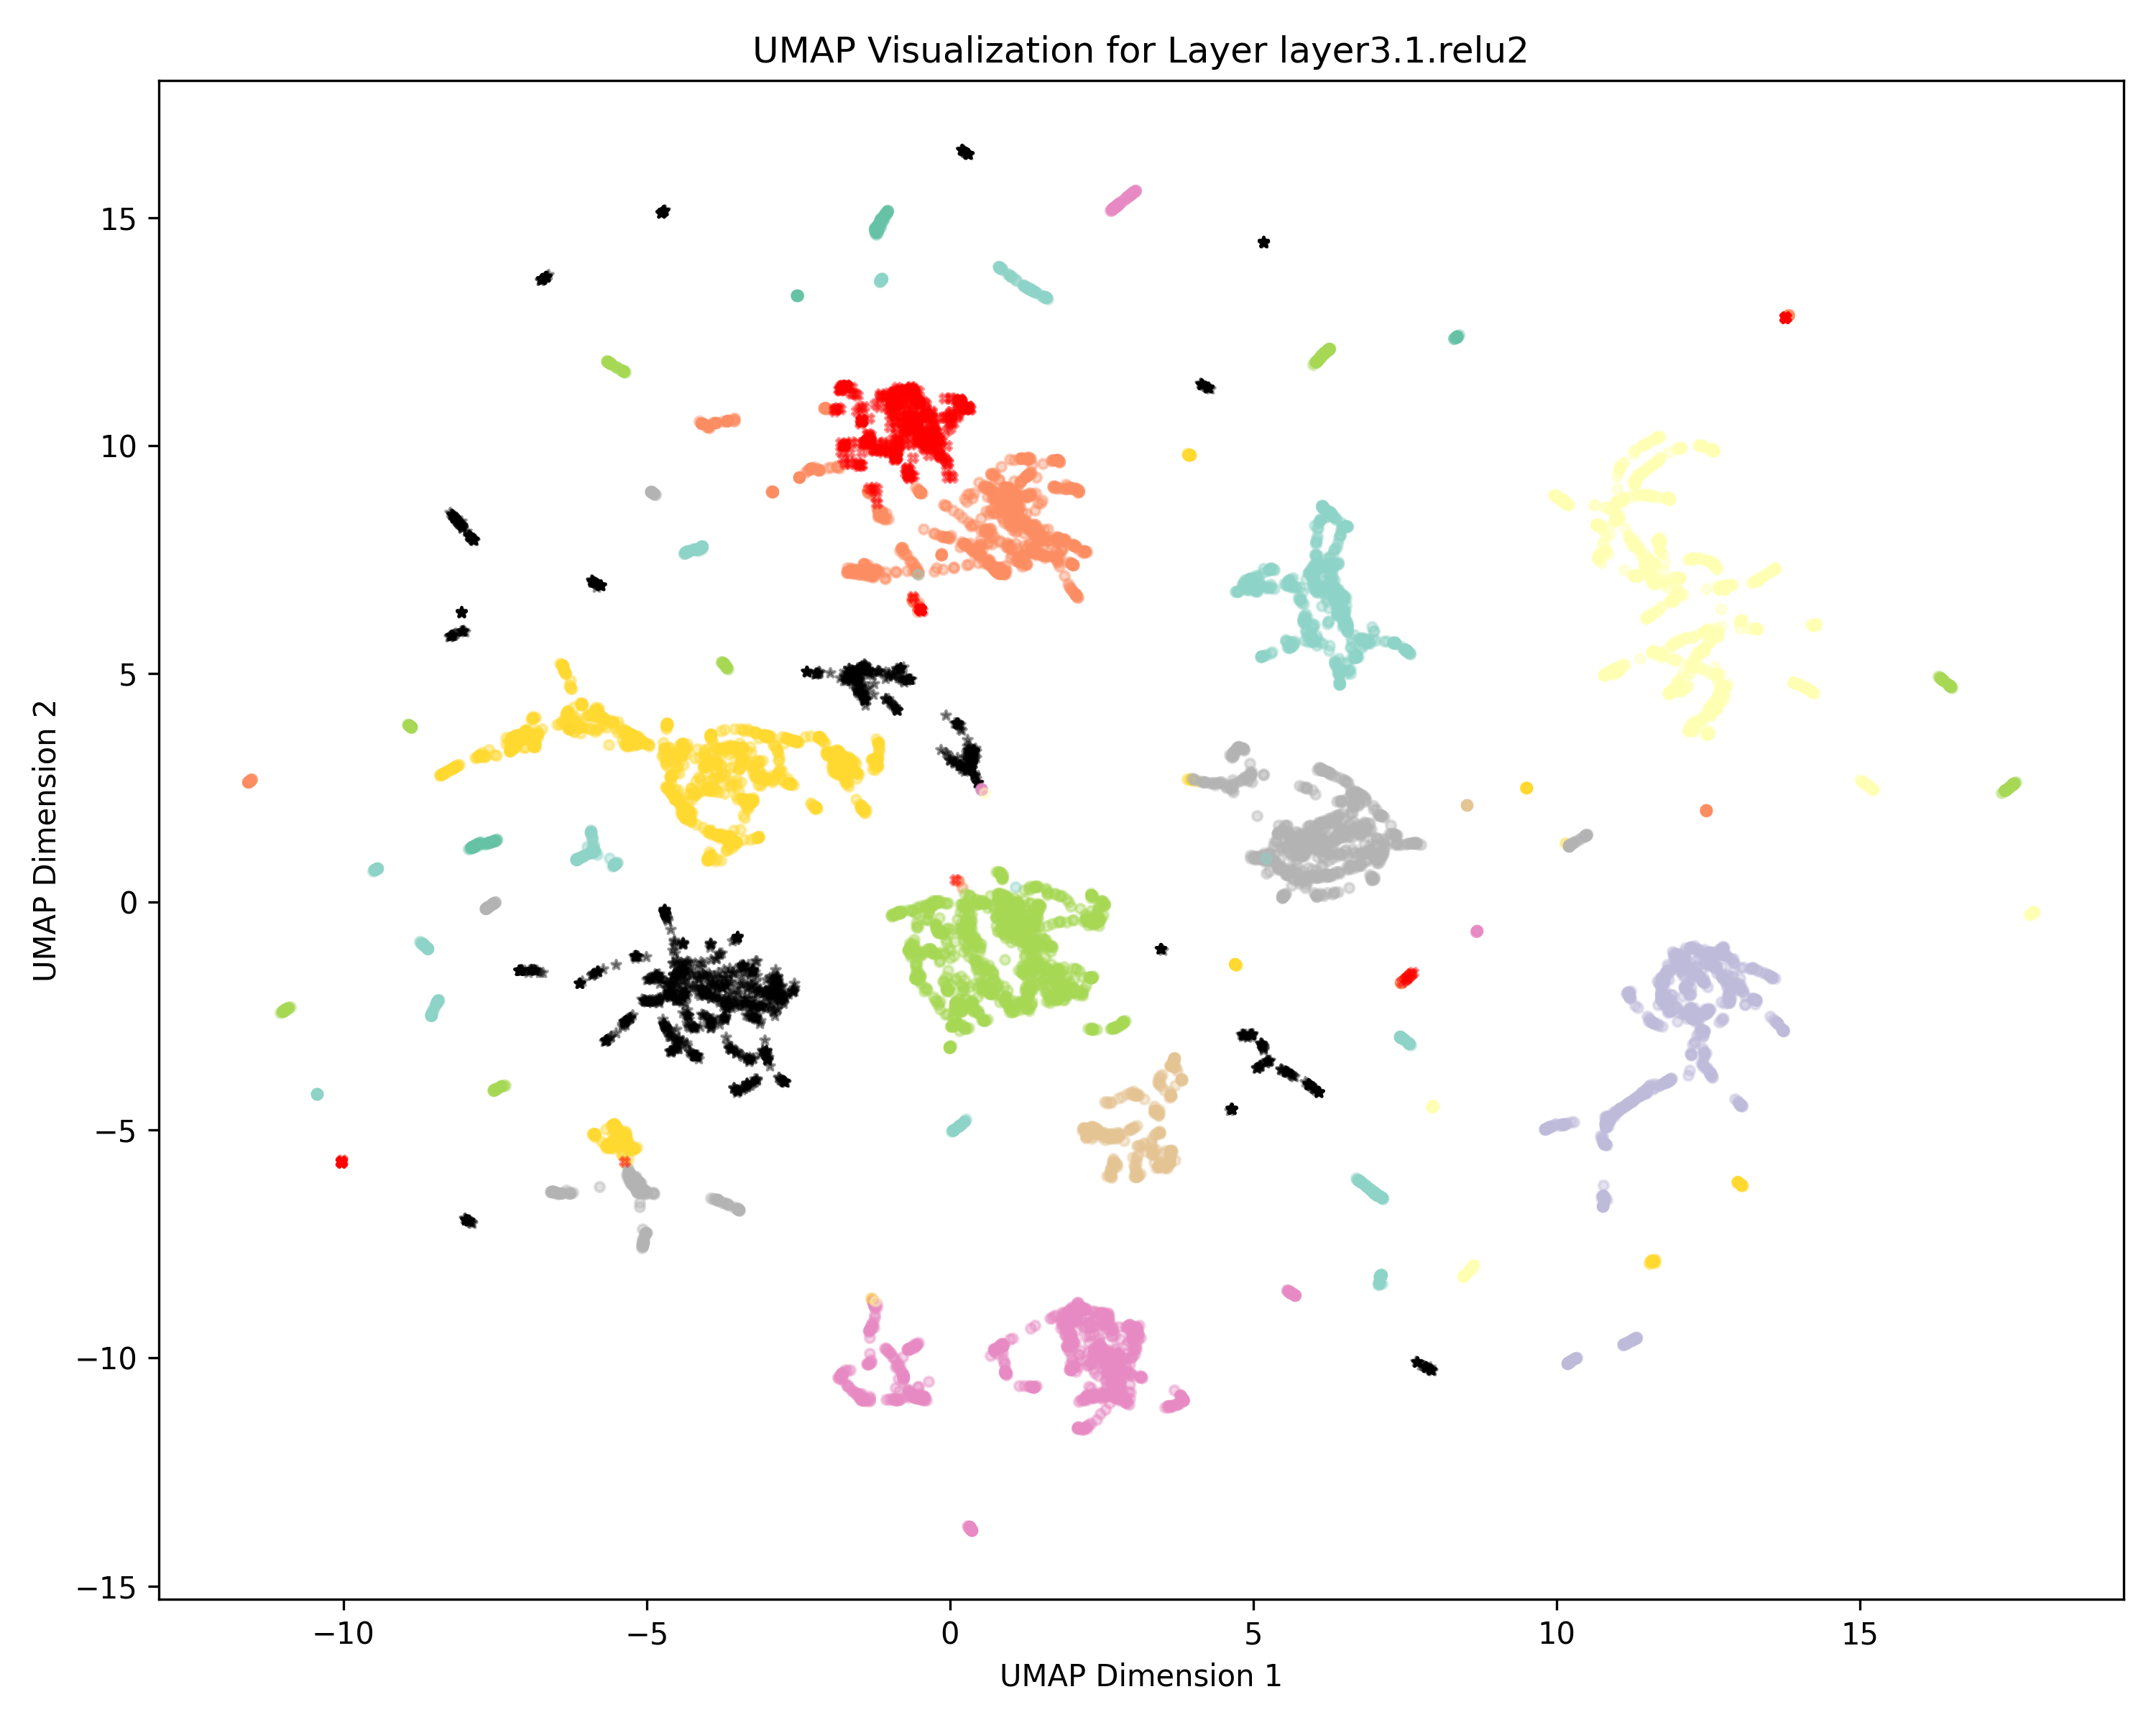 UMAP Visualization for Layer layer3.1.relu2
15
10
5
0
−5
−10
−15
UMAP Dimension 2
−10 −5 0 5 10 15
UMAP Dimension 1